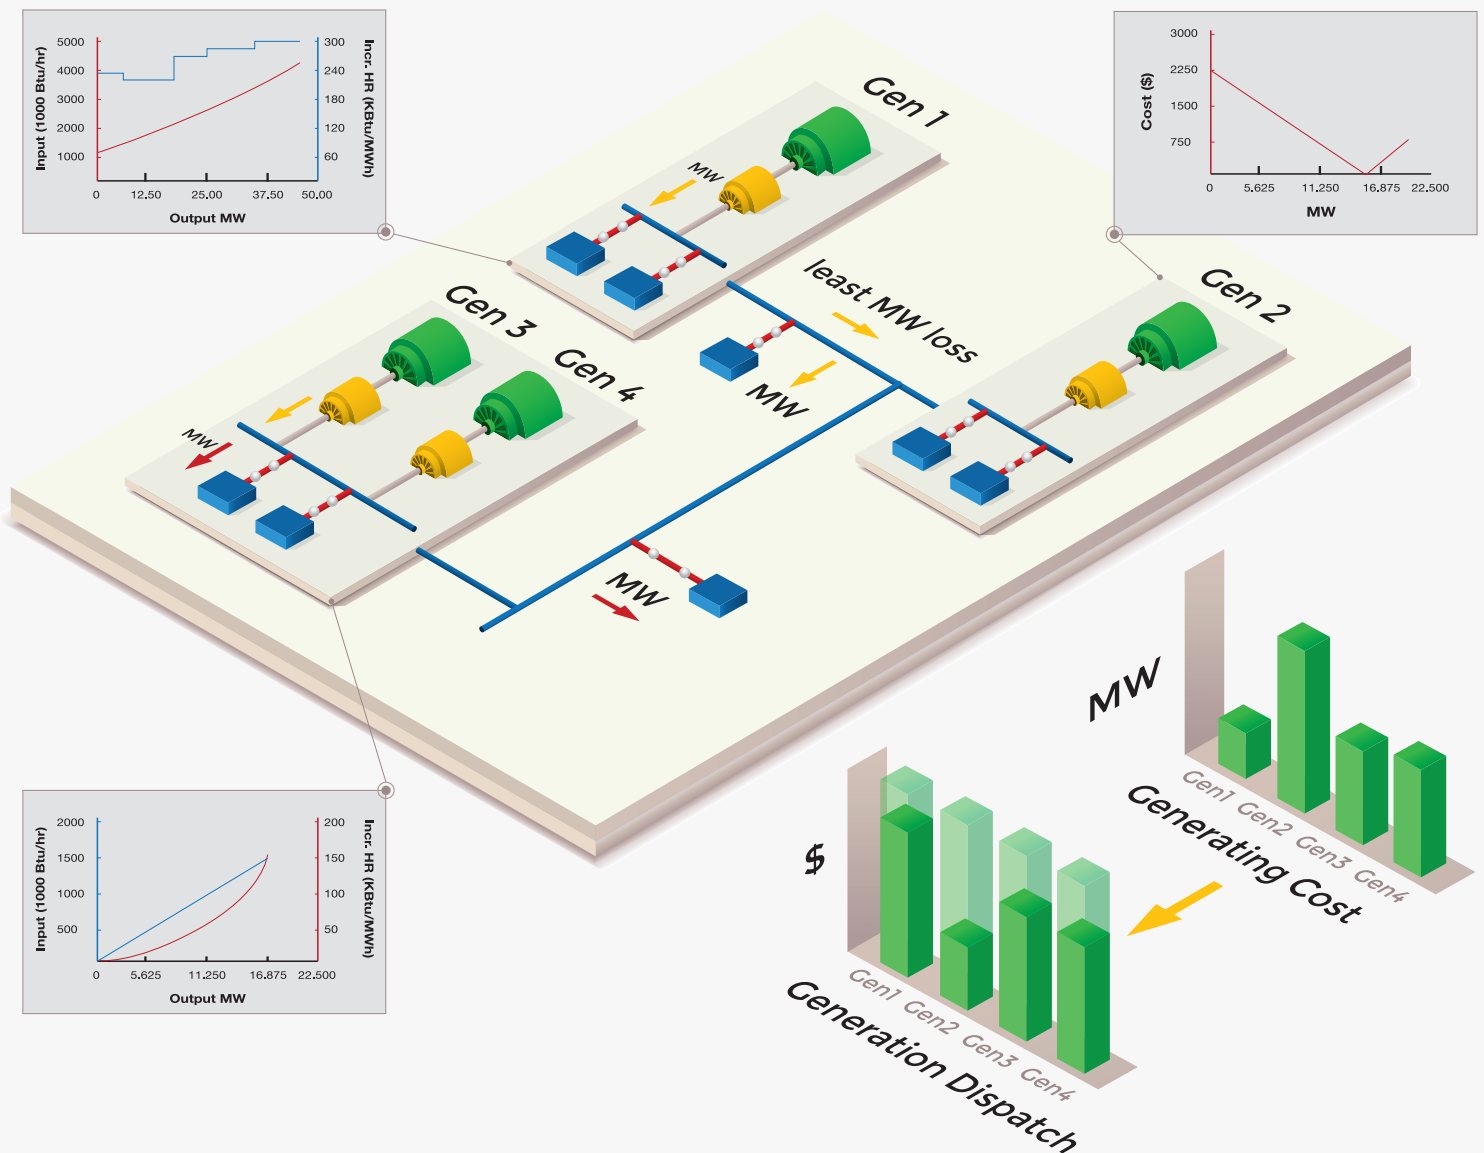 5000
4000
3000
2000
1000
Input (1000 Btu/hr)
300
240
180
120
60
Incr. HR (KBtu/MWh)
0 12.50 25.00 37.50 50.00
Output MW
3000
2250
1500
750
Cost ($)
0 5.625 11.250 16.875 22.500
MW
Gen 1
MW
Gen 2
least MW loss
MW
Gen 3
Gen 4
MW
MW
2000
1500
1000
500
Input (1000 Btu/hr)
200
150
100
50
Incr. HR (KBtu/MWh)
0 5.625 11.250 16.875 22.500
Output MW
MW
Gen1 Gen2 Gen3 Gen4
Generating Cost
$
Gen1 Gen2 Gen3 Gen4
Generation Dispatch